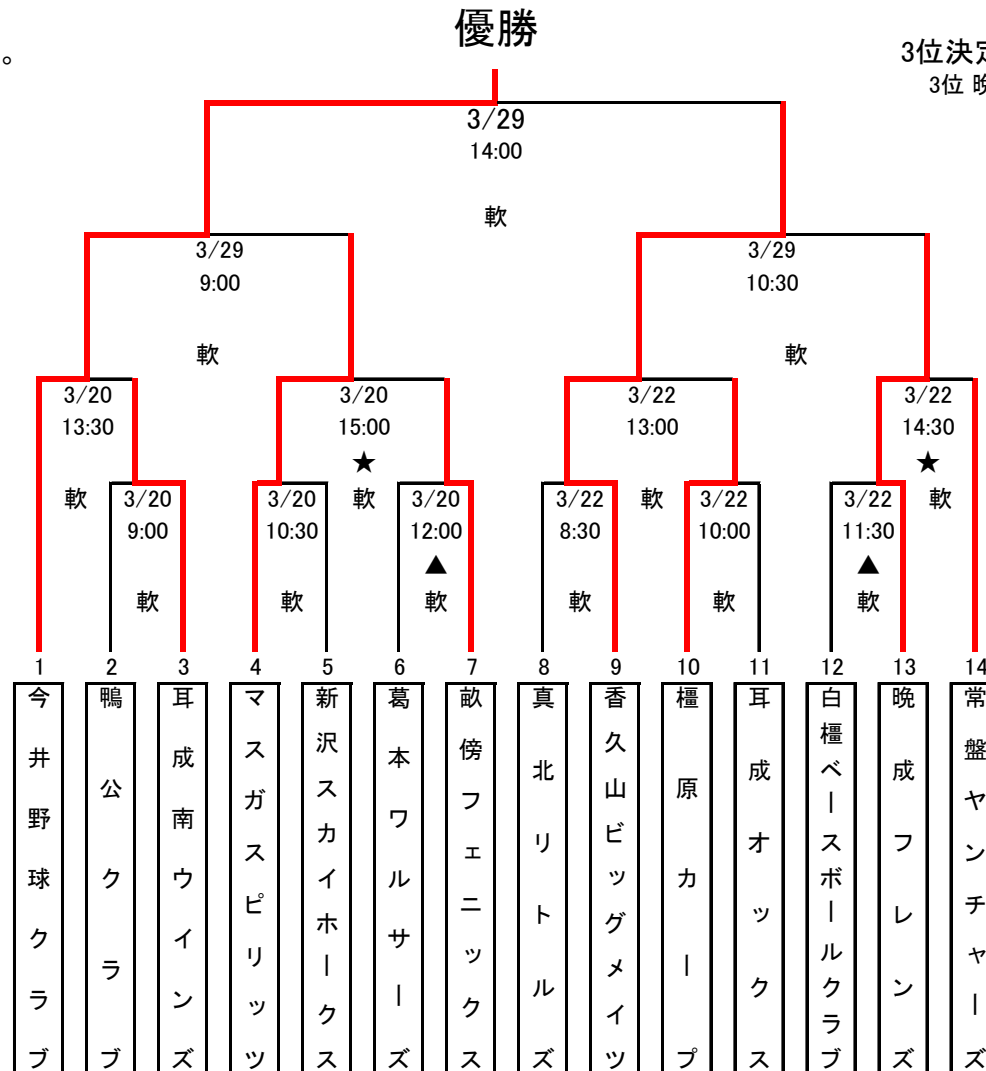 優勝
。
3位決定
3位 晩
3/29
14:00
軟
3/29
9:00
軟
3/29
10:30
軟
3/20
13:30
軟
3/20
15:00
★
軟
3/22
13:00
軟
3/22
14:30
★
軟
3/20
9:00
軟
3/20
10:30
軟
3/20
12:00
▲
軟
3/22
8:30
軟
3/22
10:00
軟
3/22
11:30
▲
軟
1
今井野球クラブ
2
鴨公クラブ
3
耳成南ウインズ
4
マスガスピリッツ
5
新沢スカイホークス
6
葛本ワルサーズ
7
畝傍フェニックス
8
真北リトルズ
9
香久山ビッグメイツ
10
橿原カープ
11
耳成オックス
12
白橿ベースボールクラブ
13
晩成フレンズ
14
常盤ヤンチャーズ